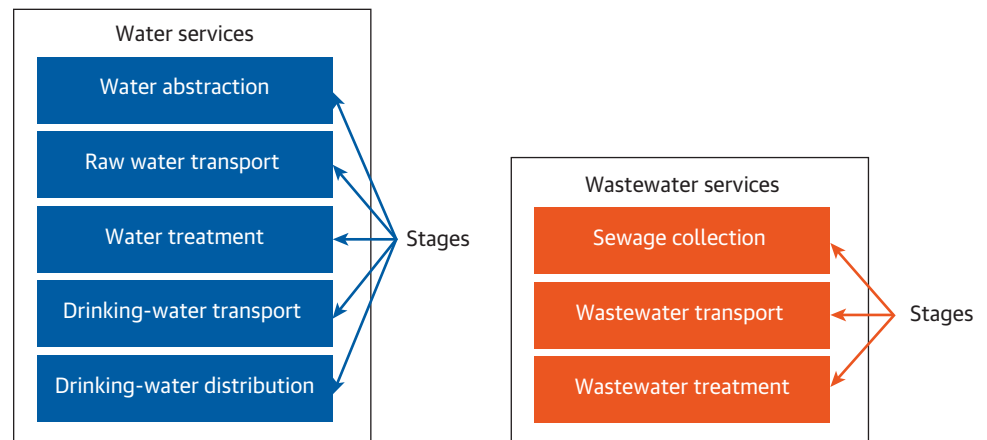 Water services
Water abstraction
Raw water transport
Water treatment
Drinking-water transport
Drinking-water distribution
Stages
Wastewater services
Sewage collection
Wastewater transport
Wastewater treatment
Stages